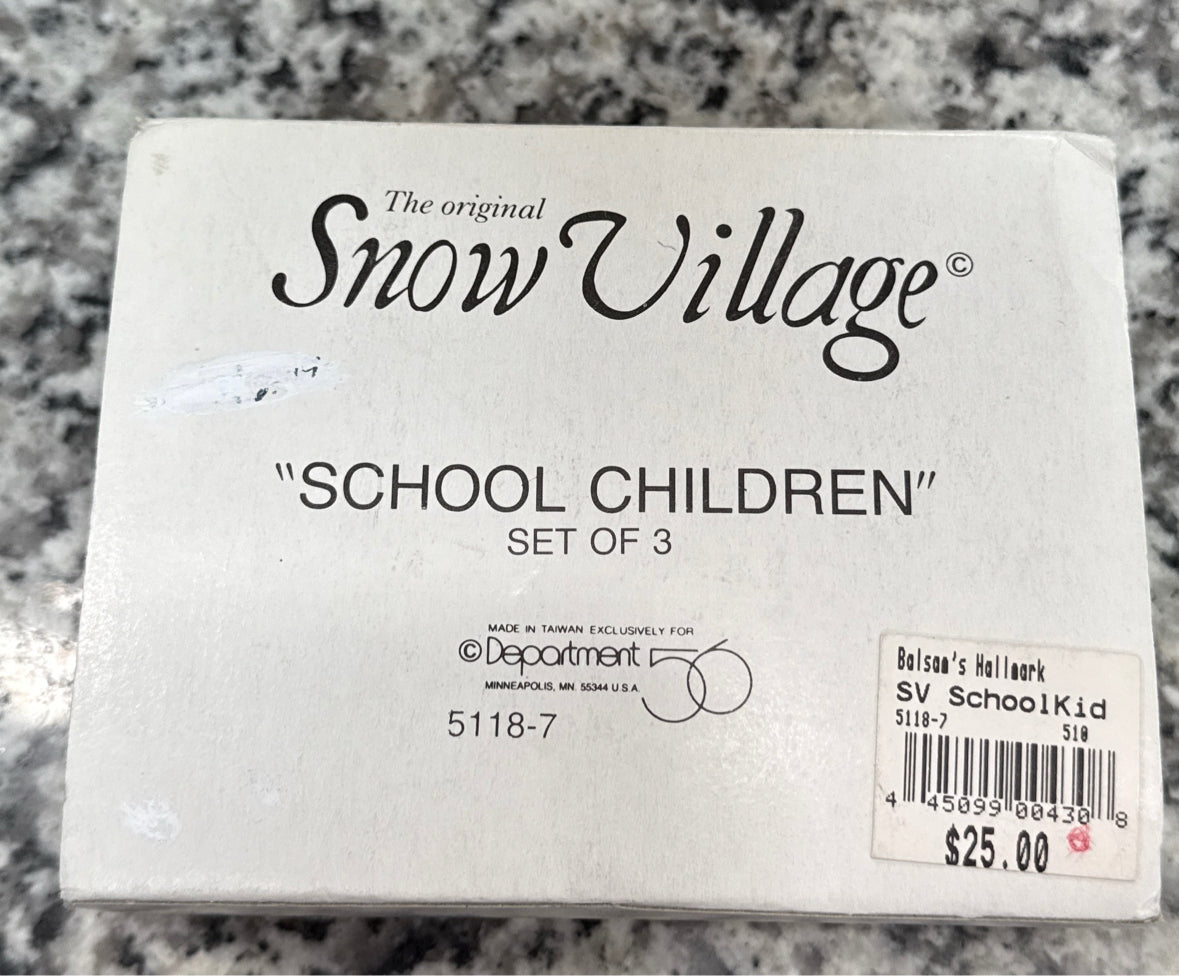 The original
Snow Village©
"SCHOOL CHILDREN"
SET OF 3
MADE IN TAIWAN EXCLUSIVELY FOR
© Department 56
MINNEAPOLIS, MN. 55344 U.S.A.
5118-7
Balsam's Hallmark
SV SchoolKid
5118-7
510
4 45099 00430 8
$25.00